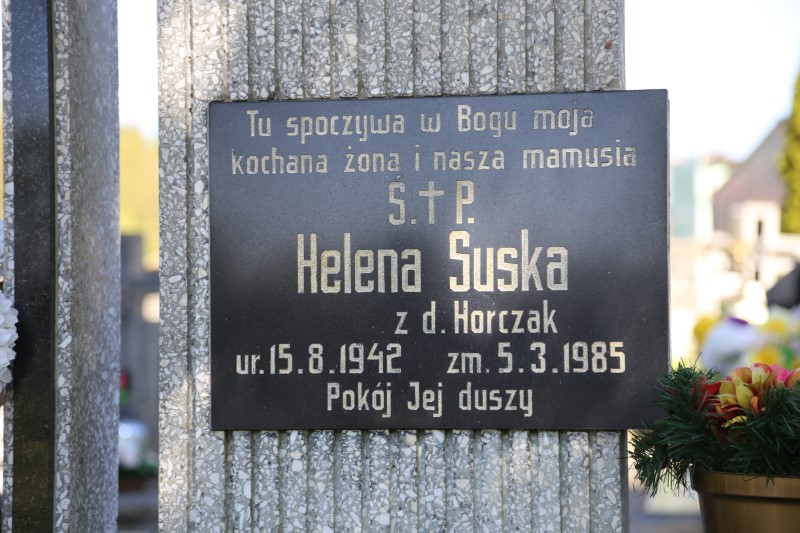 Tu spoczywa w Bogu moja
kochana żona i nasza mamusia
Ś.✝P.
Helena Suska
z d. Horczak
ur. 15.8.1942 zm. 5.3.1985
Pokój Jej duszy